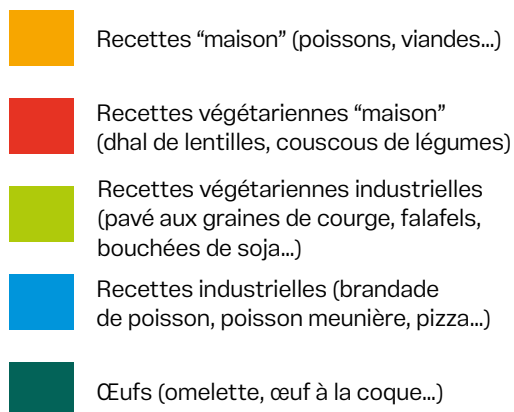 Recettes “maison” (poissons, viandes...)
Recettes végétariennes “maison”
(dhal de lentilles, couscous de légumes)
Recettes végétariennes industrielles
(pavé aux graines de courge, falafels,
bouchées de soja...)
Recettes industrielles (brandade
de poisson, poisson meunière, pizza...)
Œufs (omelette, œuf à la coque...)